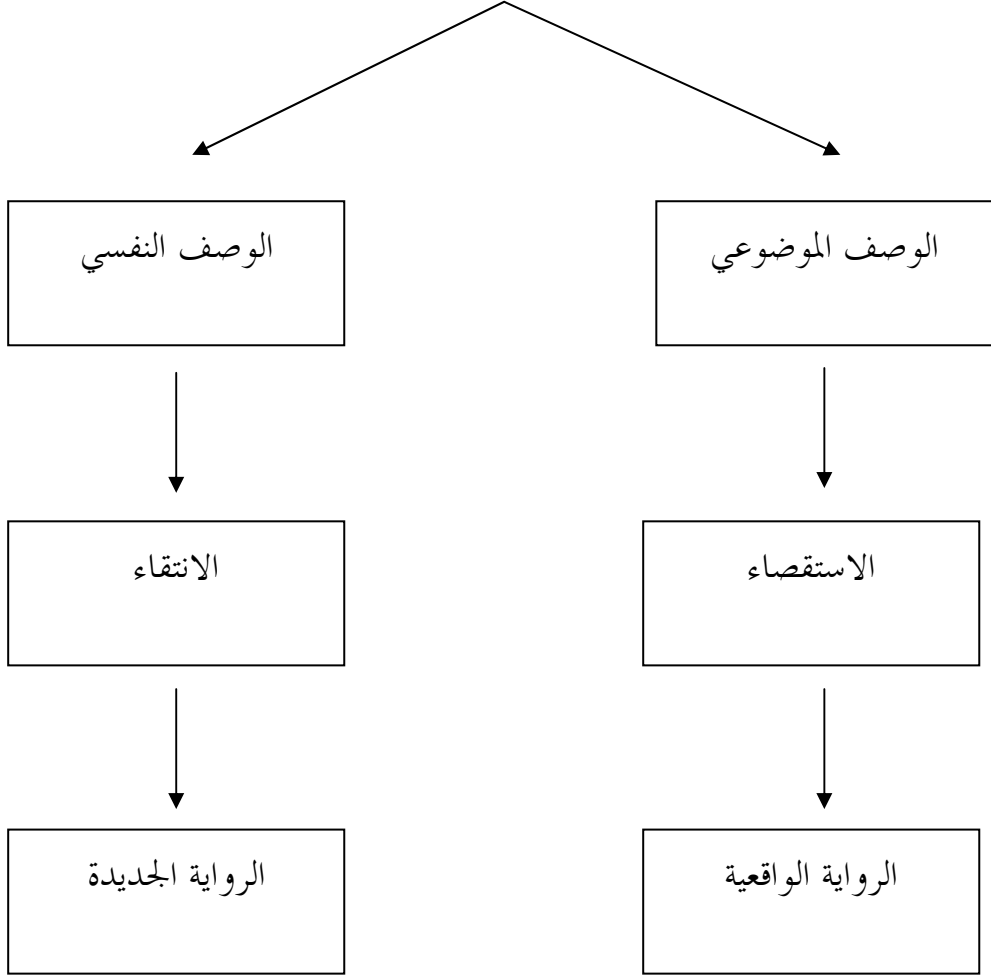 الوصف الموضوعي
الوصف النفسي
الاستقصاء
الانتقاء
الرواية الواقعية
الرواية الجديدة